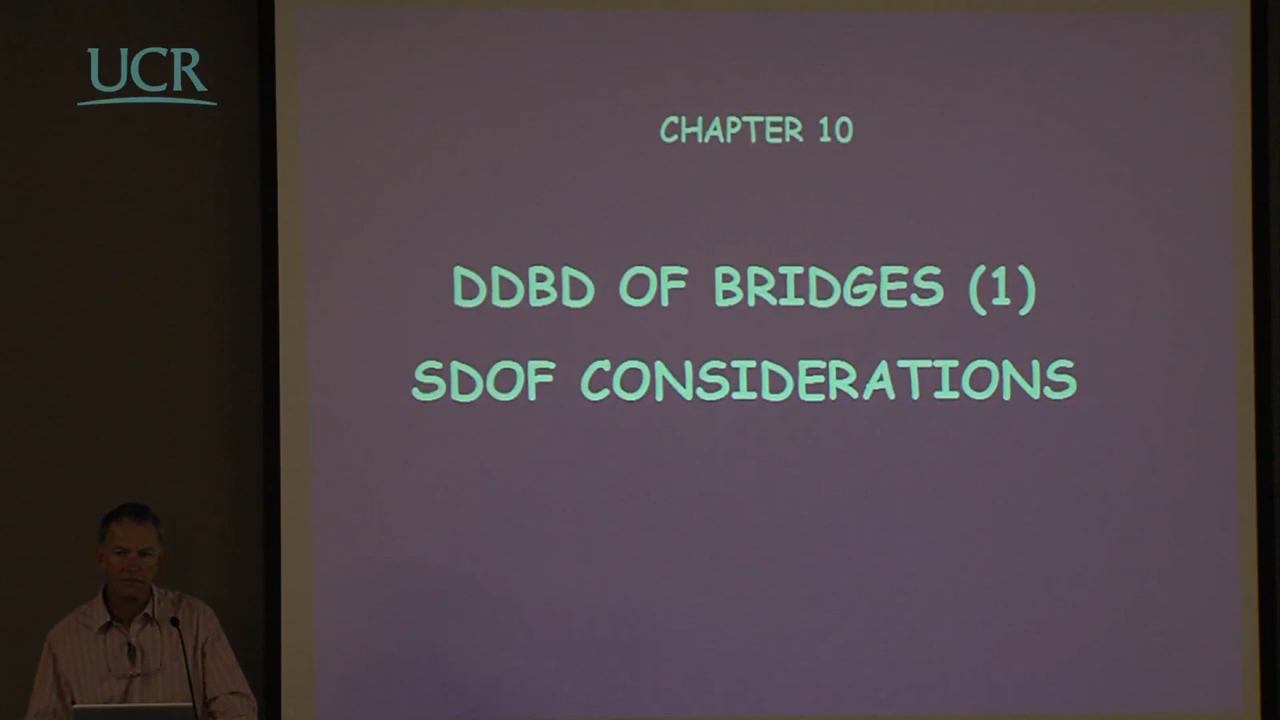 UCR
CHAPTER 10
DDBD OF BRIDGES (1)
SDOF CONSIDERATIONS